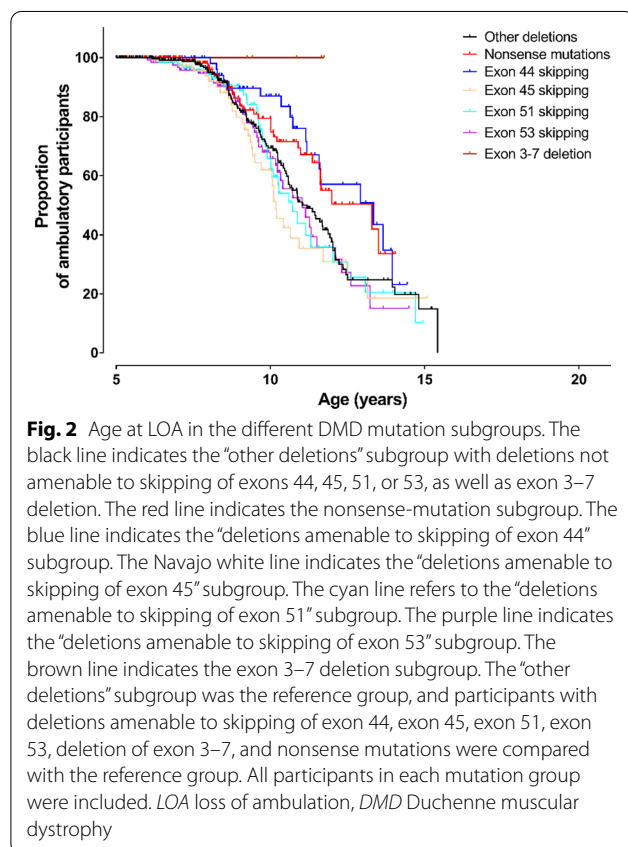 Other deletions
Nonsense mutations
Exon 44 skipping
Exon 45 skipping
Exon 51 skipping
Exon 53 skipping
Exon 3-7 deletion
Proportion
of ambulatory participants
100
80
60
40
20
0
5
10
15
20
Age (years)
Fig. 2 Age at LOA in the different DMD mutation subgroups. The
black line indicates the “other deletions” subgroup with deletions not
amenable to skipping of exons 44, 45, 51, or 53, as well as exon 3–7
deletion. The red line indicates the nonsense-mutation subgroup. The
blue line indicates the “deletions amenable to skipping of exon 44”
subgroup. The Navajo white line indicates the “deletions amenable to
skipping of exon 45” subgroup. The cyan line refers to the “deletions
amenable to skipping of exon 51” subgroup. The purple line indicates
the “deletions amenable to skipping of exon 53” subgroup. The
brown line indicates the exon 3–7 deletion subgroup. The “other
deletions” subgroup was the reference group, and participants with
deletions amenable to skipping of exon 44, exon 45, exon 51, exon
53, deletion of exon 3–7, and nonsense mutations were compared
with the reference group. All participants in each mutation group
were included. LOA loss of ambulation, DMD Duchenne muscular
dystrophy